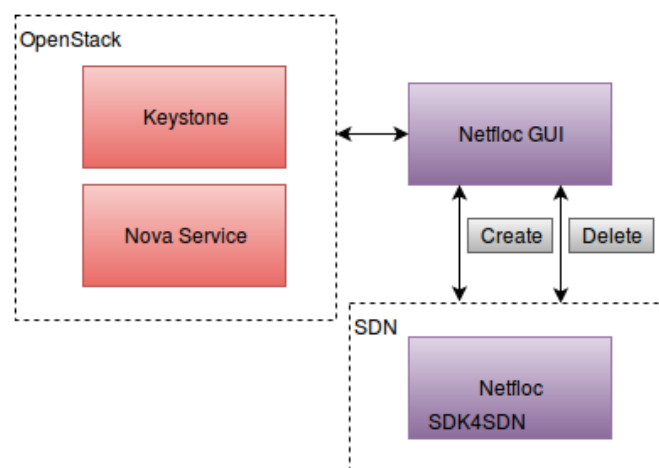 OpenStack
Keystone
Nova Service
Netfloc GUI
Create
Delete
SDN
Netfloc
SDK4SDN